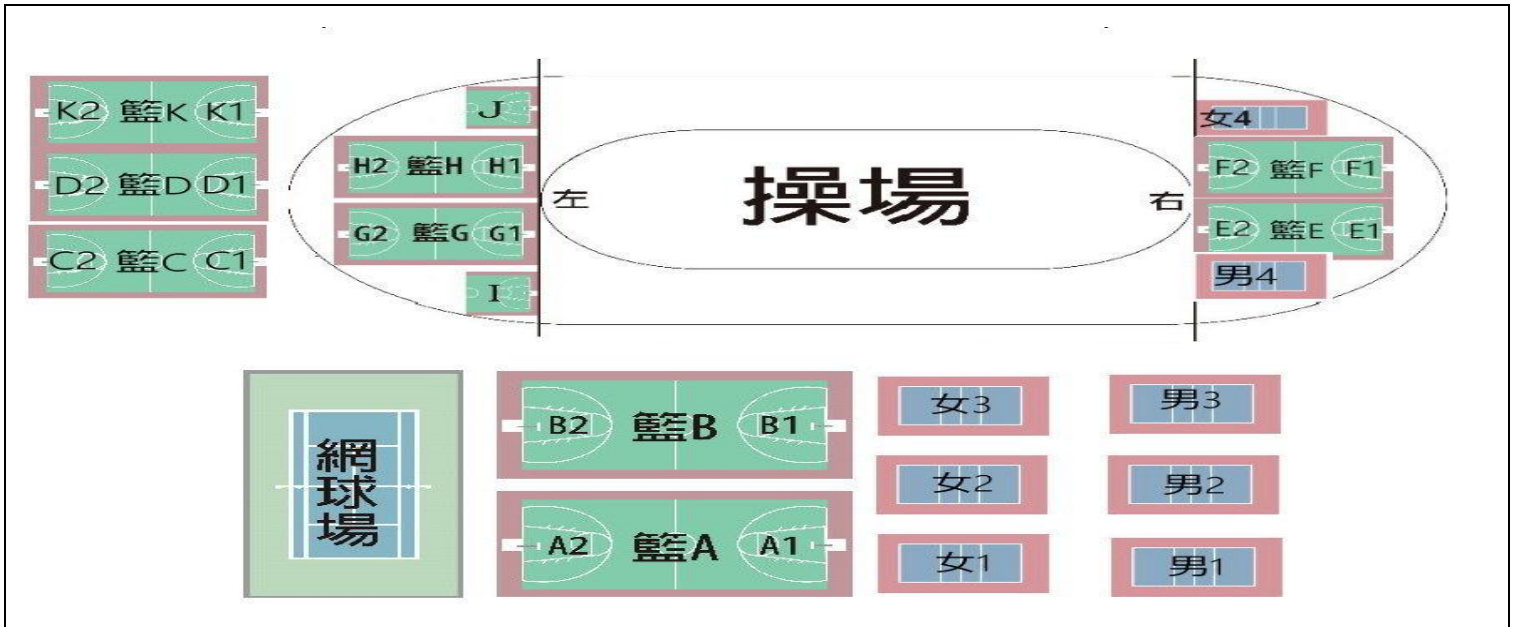 K2 籃K K1
D2 籃D D1
C2 籃C C1
J
H2 籃H H1
G2 籃G G1
I
左
操場
右
女4
F2 籃F F1
E2 籃E E1
男4
網球場
B2 籃B B1
A2 籃A A1
女3
男3
女2
男2
女1
男1